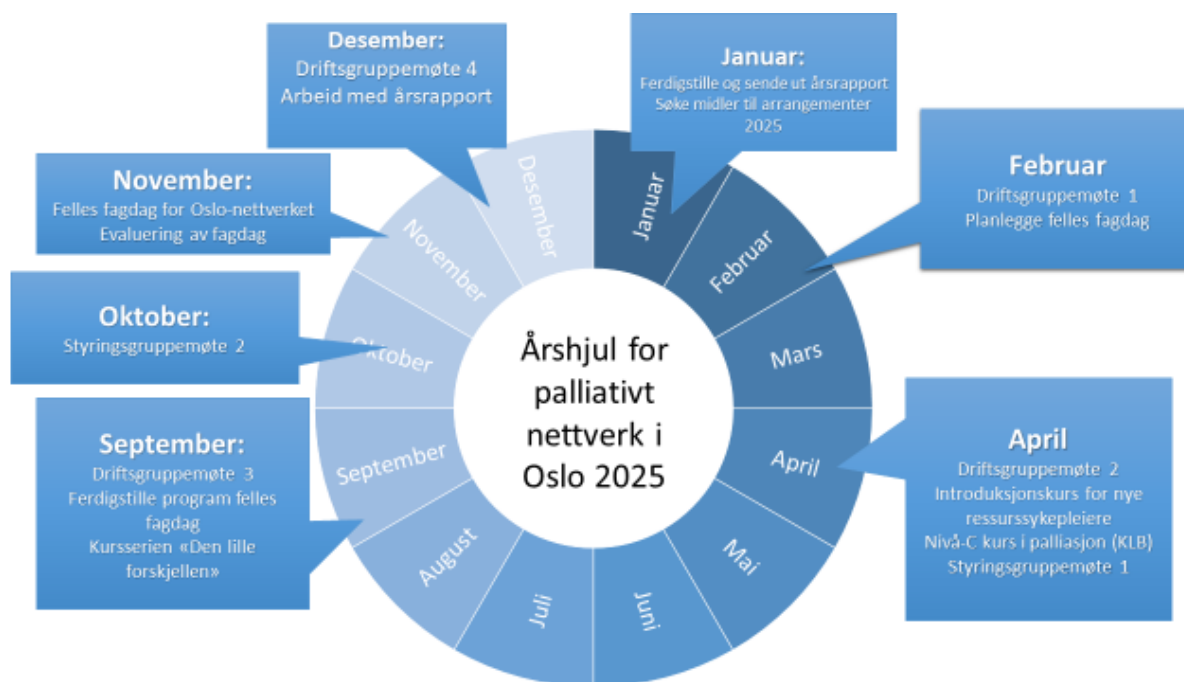 Desember:
Driftsgruppemøte 4
Arbeid med årsrapport
Januar:
Ferdigstille og sende ut årsrapport
Søke midler til arrangementer
2025
Februar
Driftsgruppemøte 1
Planlegge felles fagdag
April
Driftsgruppemøte 2
Introduksjonskurs for nye
ressurssykepleiere
Nivå-C kurs i palliasjon (KLB)
Styringsgruppemøte 1
September:
Driftsgruppemøte 3
Ferdigstille program felles
fagdag
Kursserien «Den lille
forskjellen»
Oktober:
Styringsgruppemøte 2
November:
Felles fagdag for Oslo-nettverket
Evaluering av fagdag
Januar
Februar
Mars
April
Mai
Juni
Juli
August
September
Oktober
November
Desember
Årshjul for
palliativt
nettverk i
Oslo 2025